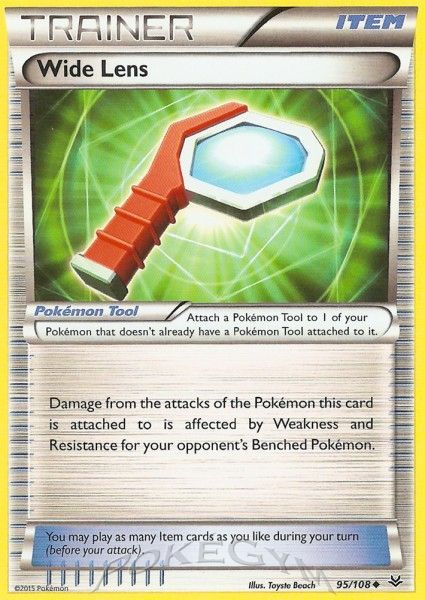 TRAINER ITEM
Wide Lens
Pokémon Tool
Attach a Pokémon Tool to 1 of your
Pokémon that doesn't already have a Pokémon Tool attached to it.
Damage from the attacks of the Pokémon this card
is attached to is affected by Weakness and
Resistance for your opponent's Benched Pokémon.
You may play as many Item cards as you like during your turn
(before your attack).
POKEGYM
©2015 Pokémon
Illus. Toyste Beach
95/108